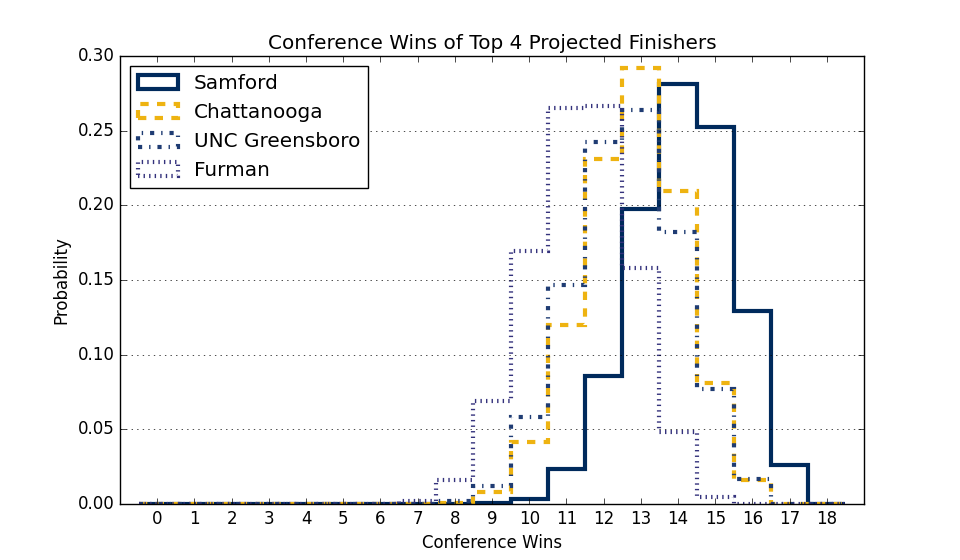 Conference Wins of Top 4 Projected Finishers
Samford
Chattanooga
UNC Greensboro
Furman
0.30
0.25
0.20
0.15
0.10
0.05
0.00
Probability
0 1 2 3 4 5 6 7 8 9 10 11 12 13 14 15 16 17 18
Conference Wins